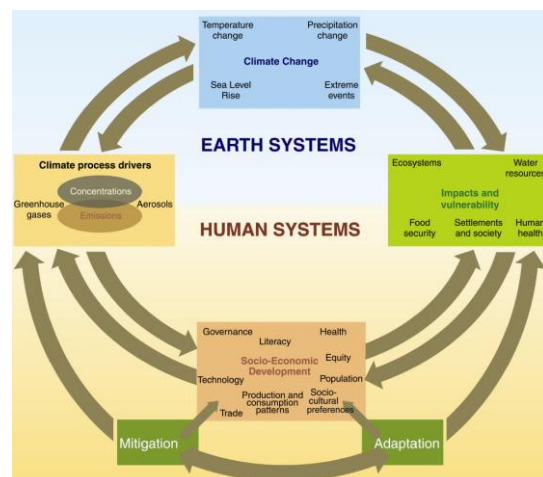 Temperature
change
Precipitation
change
Climate Change
Sea Level
Rise
Extreme
events
EARTH SYSTEMS
Climate process drivers
Concentrations
Greenhouse
gases
Aerosols
Emissions
Ecosystems
Water
resources
Impacts and
vulnerability
Food
security
Settlements
and society
Human
health
HUMAN SYSTEMS
Governance
Literacy
Health
Socio-Economic
Development
Equity
Technology
Population
Production and
consumption
patterns
Socio-
cultural
preferences
Trade
Mitigation
Adaptation